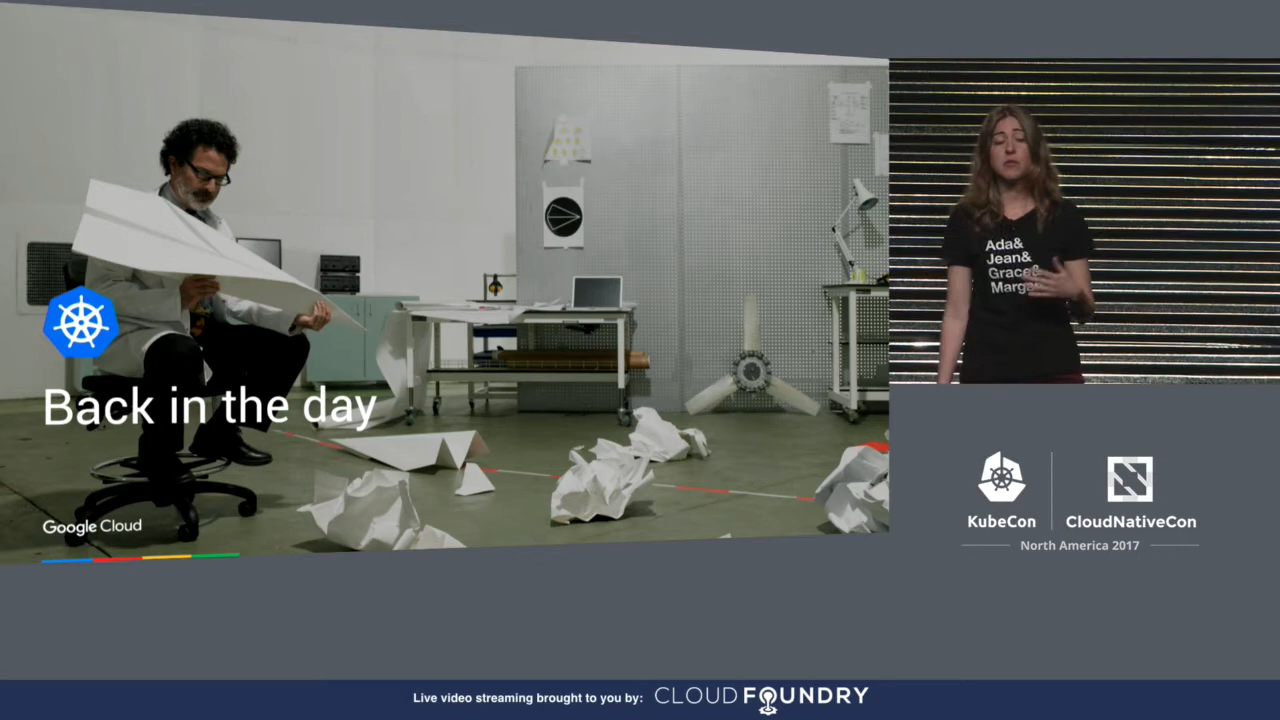 Back in the day
Google Cloud
Ada&
Jean&
Grace&
KubeCon
CloudNativeCon
North America 2017
Live video streaming brought to you by: CLOUD FOUNDRY